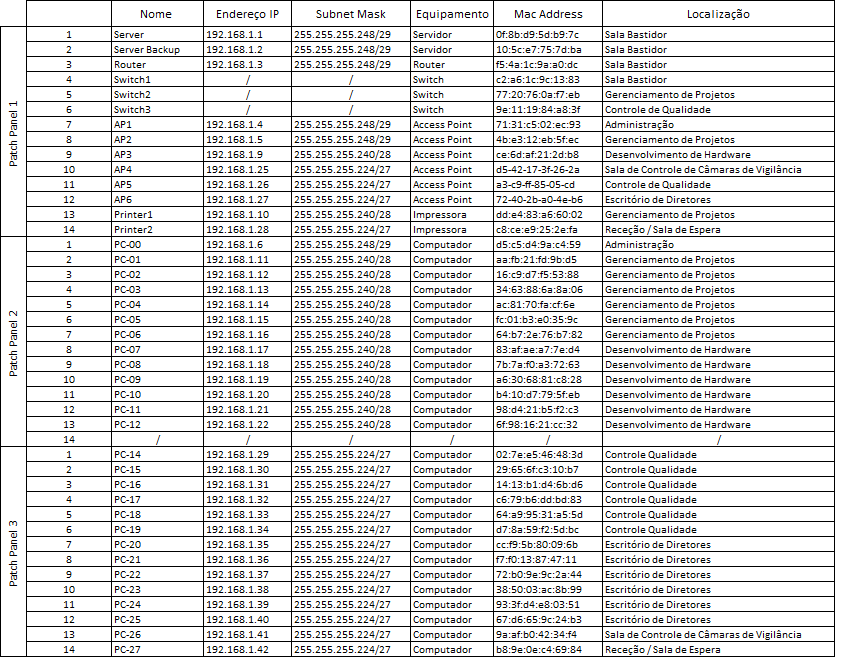 Nome Endereço IP Subnet Mask Equipamento Mac Address Localização
Patch Panel 1
1 Server 192.168.1.1 255.255.255.248/29 Servidor 0f:8b:d9:5d:b9:7c Sala Bastidor
2 Server Backup 192.168.1.2 255.255.255.248/29 Servidor 10:5c:e7:75:7d:ba Sala Bastidor
3 Router 192.168.1.3 255.255.255.248/29 Router f5:4a:1c:9a:a0:dc Sala Bastidor
4 Switch1 / / Switch c2:a6:1c:9c:13:83 Sala Bastidor
5 Switch2 / / Switch 77:20:76:0a:f7:eb Gerenciamento de Projetos
6 Switch3 / / Switch 9e:11:19:84:a8:3f Controle de Qualidade
7 AP1 192.168.1.4 255.255.255.248/29 Access Point 71:31:c5:02:ec:93 Administração
8 AP2 192.168.1.5 255.255.255.248/29 Access Point 4b:e3:12:eb:5f:ec Gerenciamento de Projetos
9 AP3 192.168.1.9 255.255.255.240/28 Access Point ce:6d:af:21:2d:b8 Desenvolvimento de Hardware
10 AP4 192.168.1.25 255.255.255.224/27 Access Point d5-42-17-3f-26-2a Sala de Controle de Câmaras de Vigilância
11 AP5 192.168.1.26 255.255.255.224/27 Access Point a3-c9-ff-85-05-cd Controle de Qualidade
12 AP6 192.168.1.27 255.255.255.224/27 Access Point 72-40-2b-a0-4e-b6 Escritório de Diretores
13 Printer1 192.168.1.10 255.255.255.240/28 Impressora dd:e4:83:a6:60:02 Gerenciamento de Projetos
14 Printer2 192.168.1.28 255.255.255.224/27 Impressora c8:ce:e9:25:2e:fa Receção / Sala de Espera
Patch Panel 2
1 PC-00 192.168.1.6 255.255.255.248/29 Computador d5:c5:d4:9a:c4:59 Administração
2 PC-01 192.168.1.11 255.255.255.240/28 Computador aa:fb:21:fd:9b:d5 Gerenciamento de Projetos
3 PC-02 192.168.1.12 255.255.255.240/28 Computador 16:c9:d7:f5:53:88 Gerenciamento de Projetos
4 PC-03 192.168.1.13 255.255.255.240/28 Computador 34:63:88:6a:8a:06 Gerenciamento de Projetos
5 PC-04 192.168.1.14 255.255.255.240/28 Computador ac:81:70:fa:cf:6e Gerenciamento de Projetos
6 PC-05 192.168.1.15 255.255.255.240/28 Computador fc:01:b3:e0:35:9c Gerenciamento de Projetos
7 PC-06 192.168.1.16 255.255.255.240/28 Computador 64:b7:2e:76:b7:82 Gerenciamento de Projetos
8 PC-07 192.168.1.17 255.255.255.240/28 Computador 83:af:ae:a7:7e:d4 Desenvolvimento de Hardware
9 PC-08 192.168.1.18 255.255.255.240/28 Computador 7b:7a:f0:a3:72:63 Desenvolvimento de Hardware
10 PC-09 192.168.1.19 255.255.255.240/28 Computador a6:30:68:81:c8:28 Desenvolvimento de Hardware
11 PC-10 192.168.1.20 255.255.255.240/28 Computador b4:10:d7:79:5f:eb Desenvolvimento de Hardware
12 PC-11 192.168.1.21 255.255.255.240/28 Computador 98:d4:21:b5:f2:c3 Desenvolvimento de Hardware
13 PC-12 192.168.1.22 255.255.255.240/28 Computador 6f:98:16:21:cc:32 Desenvolvimento de Hardware
14 / / / / / /
Patch Panel 3
1 PC-14 192.168.1.29 255.255.255.224/27 Computador 02:7e:e5:46:48:3d Controle Qualidade
2 PC-15 192.168.1.30 255.255.255.224/27 Computador 29:65:6f:c3:10:b7 Controle Qualidade
3 PC-16 192.168.1.31 255.255.255.224/27 Computador 14:13:b1:d4:6b:d6 Controle Qualidade
4 PC-17 192.168.1.32 255.255.255.224/27 Computador c6:79:b6:dd:bd:83 Controle Qualidade
5 PC-18 192.168.1.33 255.255.255.224/27 Computador 64:a9:95:31:a5:5d Controle Qualidade
6 PC-19 192.168.1.34 255.255.255.224/27 Computador d7:8a:59:f2:5d:bc Controle Qualidade
7 PC-20 192.168.1.35 255.255.255.224/27 Computador cc:f9:5b:80:09:6b Escritório de Diretores
8 PC-21 192.168.1.36 255.255.255.224/27 Computador f7:f0:13:87:47:11 Escritório de Diretores
9 PC-22 192.168.1.37 255.255.255.224/27 Computador 72:b0:9e:9c:2a:44 Escritório de Diretores
10 PC-23 192.168.1.38 255.255.255.224/27 Computador 38:50:03:ac:8b:99 Escritório de Diretores
11 PC-24 192.168.1.39 255.255.255.224/27 Computador 93:3f:d4:e8:03:51 Escritório de Diretores
12 PC-25 192.168.1.40 255.255.255.224/27 Computador 67:d6:65:9c:24:b3 Escritório de Diretores
13 PC-26 192.168.1.41 255.255.255.224/27 Computador 9a:af:b0:42:34:f4 Sala de Controle de Câmaras de Vigilância
14 PC-27 192.168.1.42 255.255.255.224/27 Computador b8:9e:0e:c4:69:84 Receção / Sala de Espera